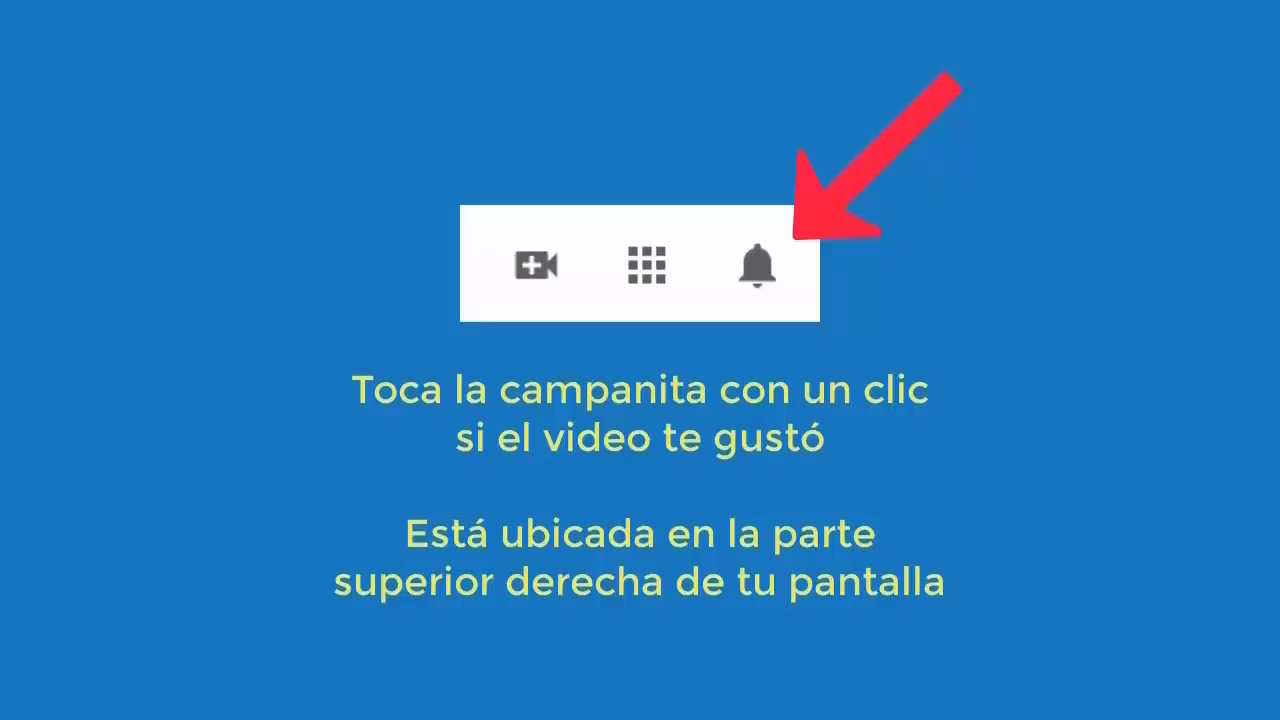 Toca la campanita con un clic
si el video te gustó
Está ubicada en la parte
superior derecha de tu pantalla